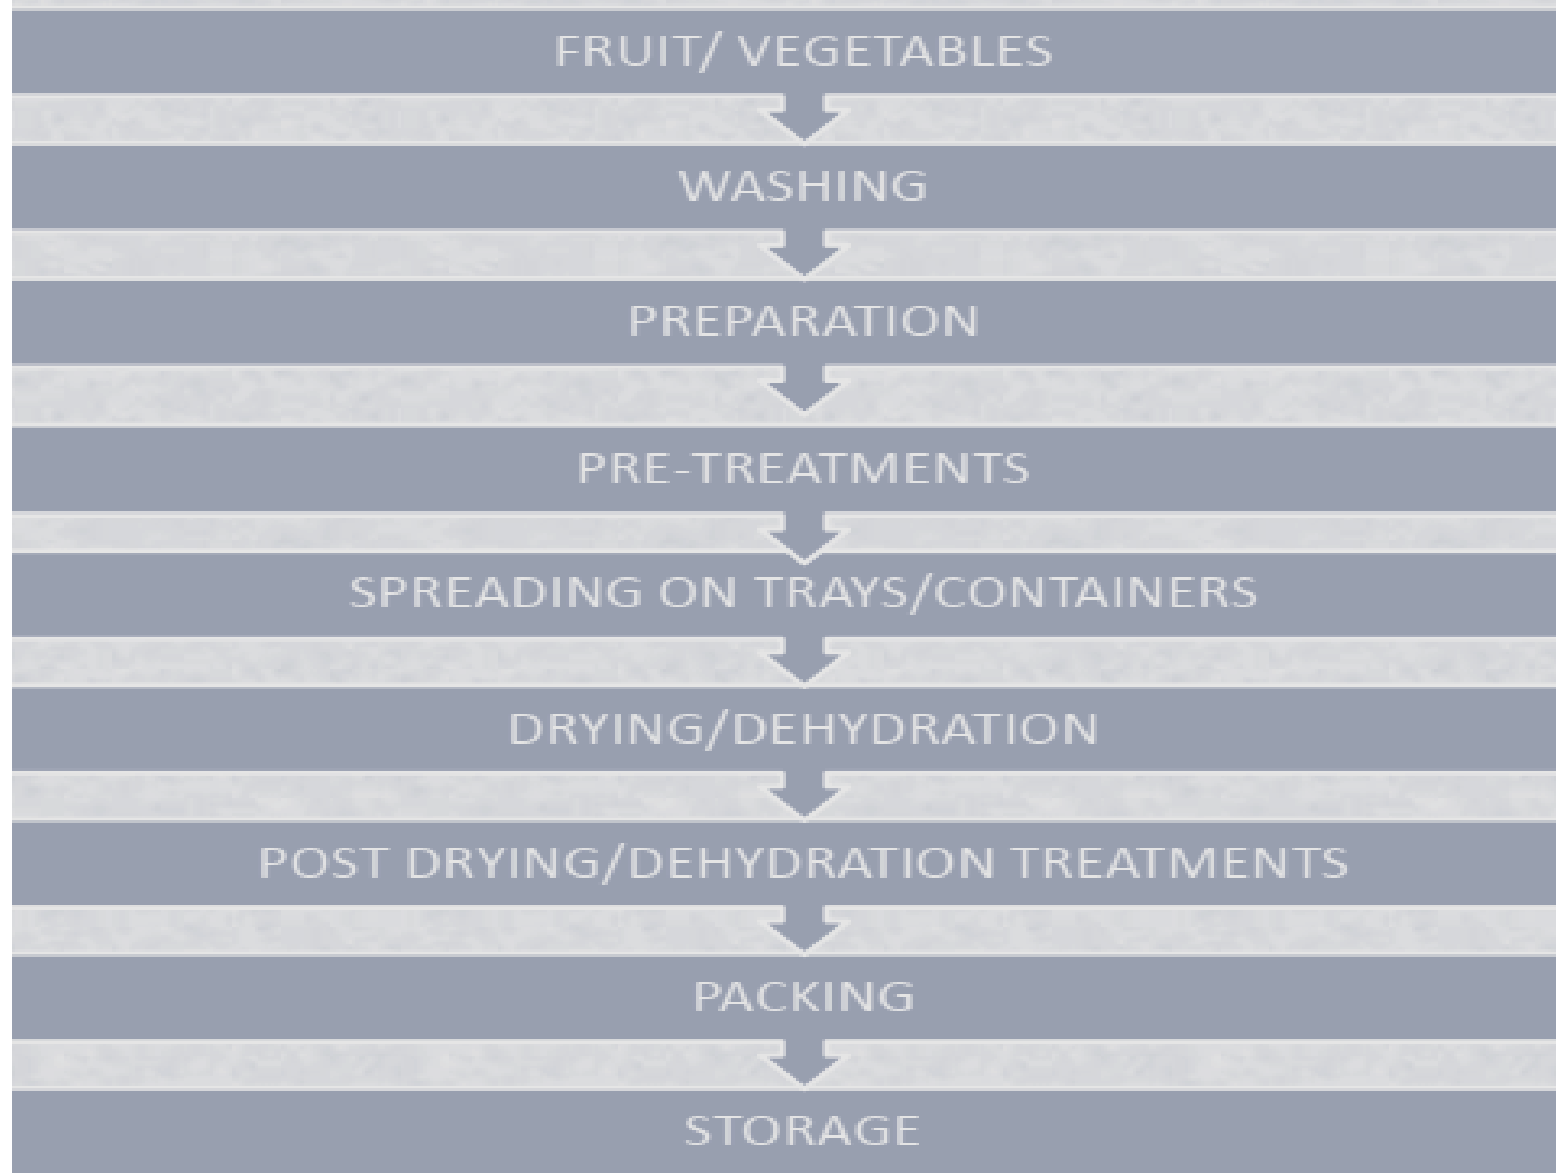 FRUIT/ VEGETABLES
WASHING
PREPARATION
PRE-TREATMENTS
SPREADING ON TRAYS/CONTAINERS
DRYING/DEHYDRATION
POST DRYING/DEHYDRATION TREATMENTS
PACKING
STORAGE